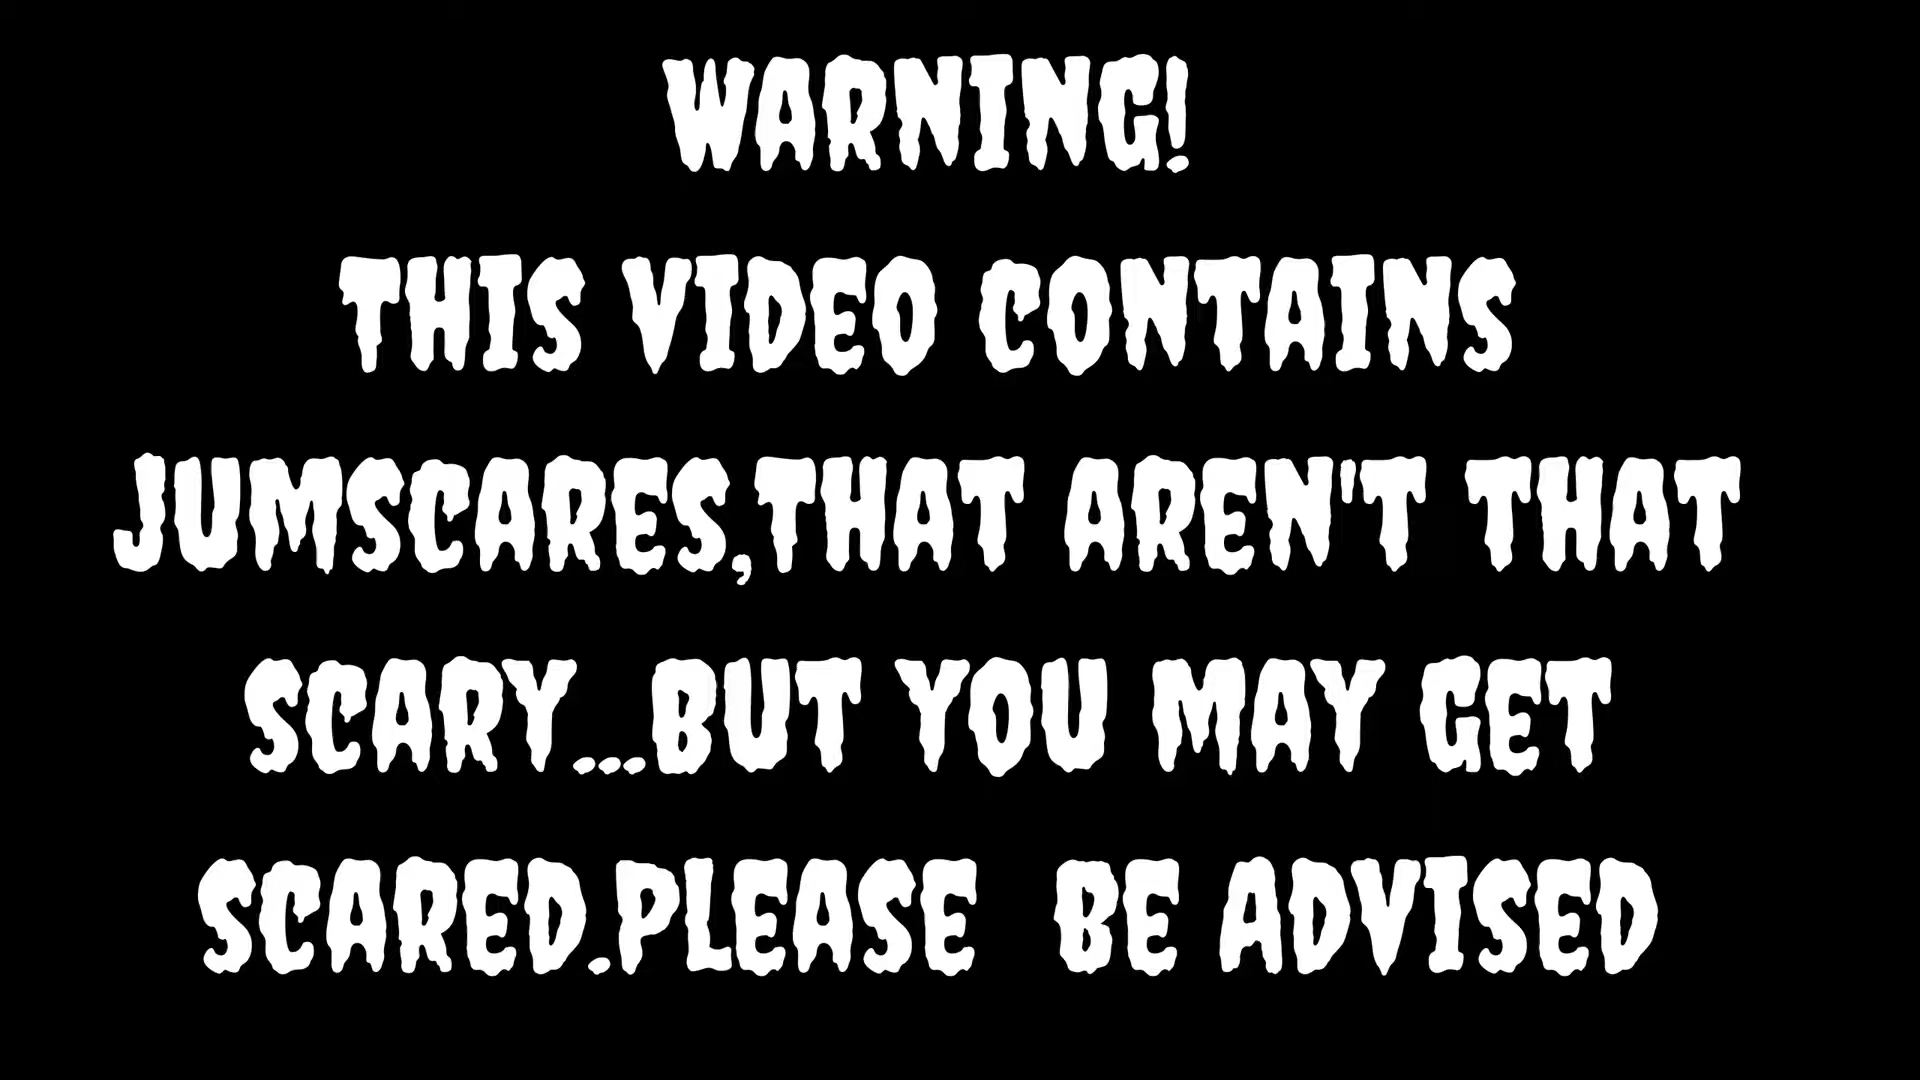 WARNING!
THIS VIDEO CONTAINS
JUMSCARES,THAT AREN'T THAT
SCARY...BUT YOU MAY GET
SCARED.PLEASE  BE ADVISED